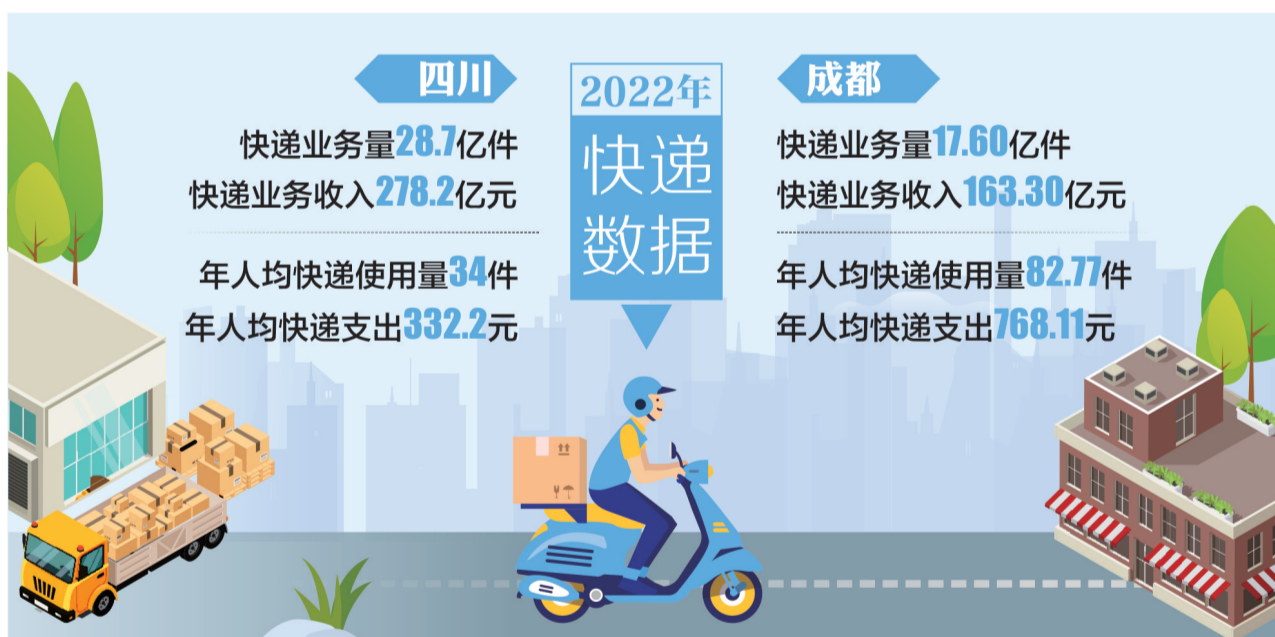 2022年
快递
数据
四川
快递业务量28.7亿件
快递业务收入278.2亿元
年人均快递使用量34件
年人均快递支出332.2元
成都
快递业务量17.60亿件
快递业务收入163.30亿元
年人均快递使用量82.77件
年人均快递支出768.11元